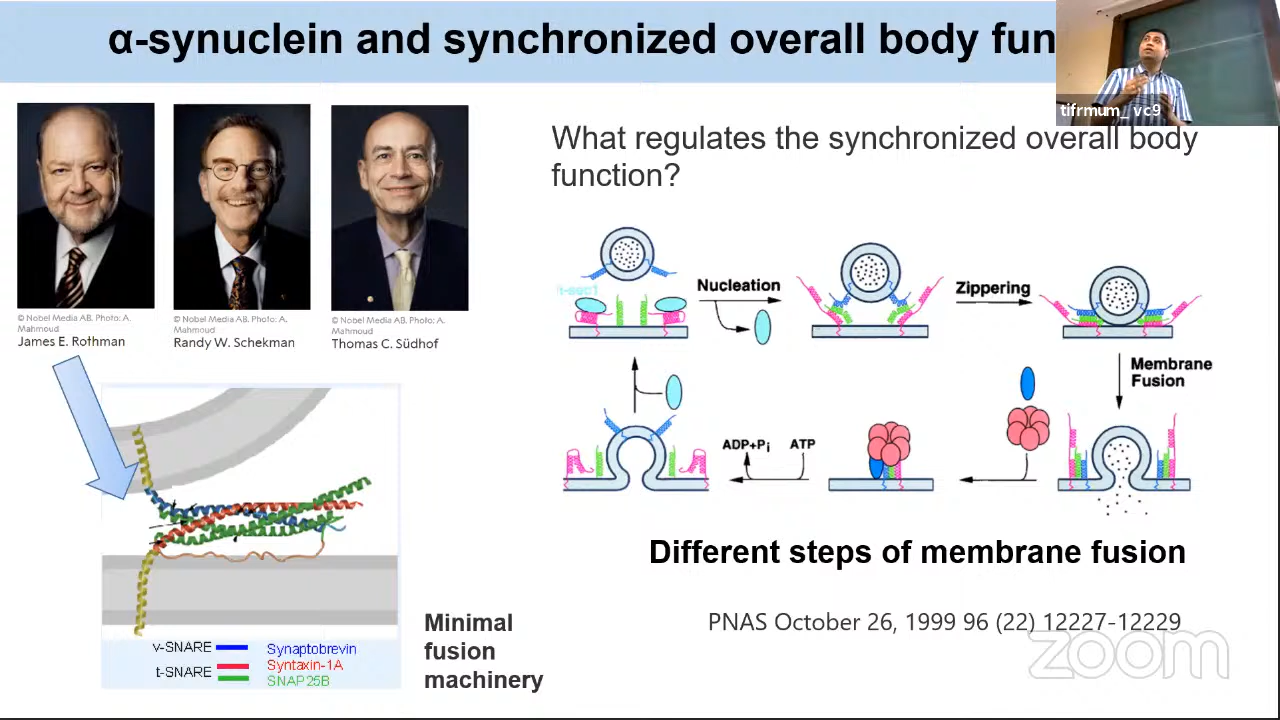 α-synuclein and synchronized overall body fun
tifrmum_ vc9
What regulates the synchronized overall body
function?
© Nobel Media AB. Photo: A.
Mahmoud
James E. Rothman
© Nobel Media AB. Photo: A.
Mahmoud
Randy W. Schekman
© Nobel Media AB. Photo: A.
Mahmoud
Thomas C. Südhof
Nucleation
Zippering
Membrane
Fusion
ADP+Pi
ATP
Different steps of membrane fusion
PNAS October 26, 1999 96 (22) 12227-12229
Minimal
fusion
machinery
v-SNARE Synaptobrevin
t-SNARE Syntaxin-1A
SNAP25B
zoom